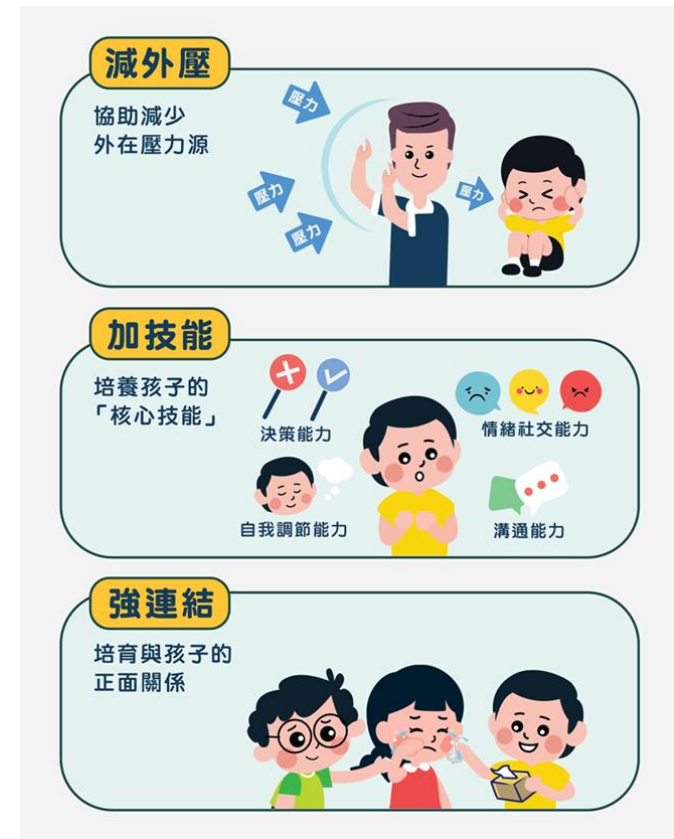 減外壓
協助減少
外在壓力源
壓力
壓力
壓力
壓力
加技能
培養孩子的
「核心技能」
決策能力
情緒社交能力
自我調節能力
溝通能力
強連結
培育與孩子的
正面關係